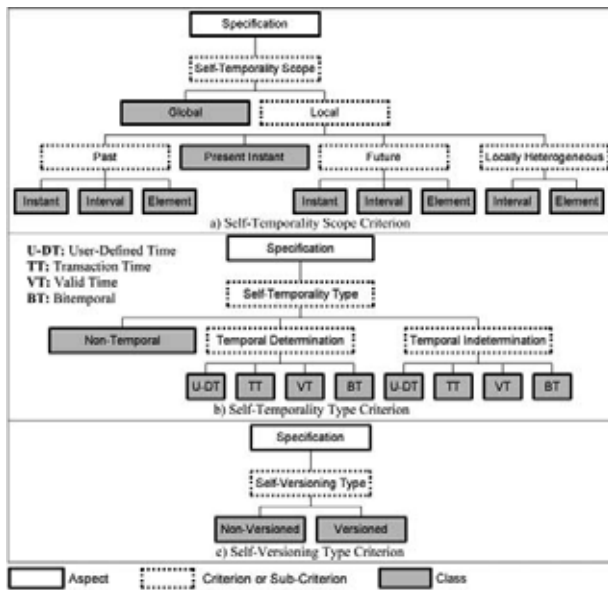 Specification
Self-Temporality Scope
Global Local
Past Present Instant Future Locally Heterogeneous
Instant Interval Element Instant Interval Element Interval Element
a) Self-Temporality Scope Criterion
U-DT: User-Defined Time
TT: Transaction Time
VT: Valid Time
BT: Bitemporal
Specification
Self-Temporality Type
Non-Temporal Temporal Determination Temporal Indetermination
U-DT TT VT BT U-DT TT VT BT
b) Self-Temporality Type Criterion
Specification
Self-Versioning Type
Non-Versioned Versioned
c) Self-Versioning Type Criterion
Aspect Criterion or Sub-Criterion Class